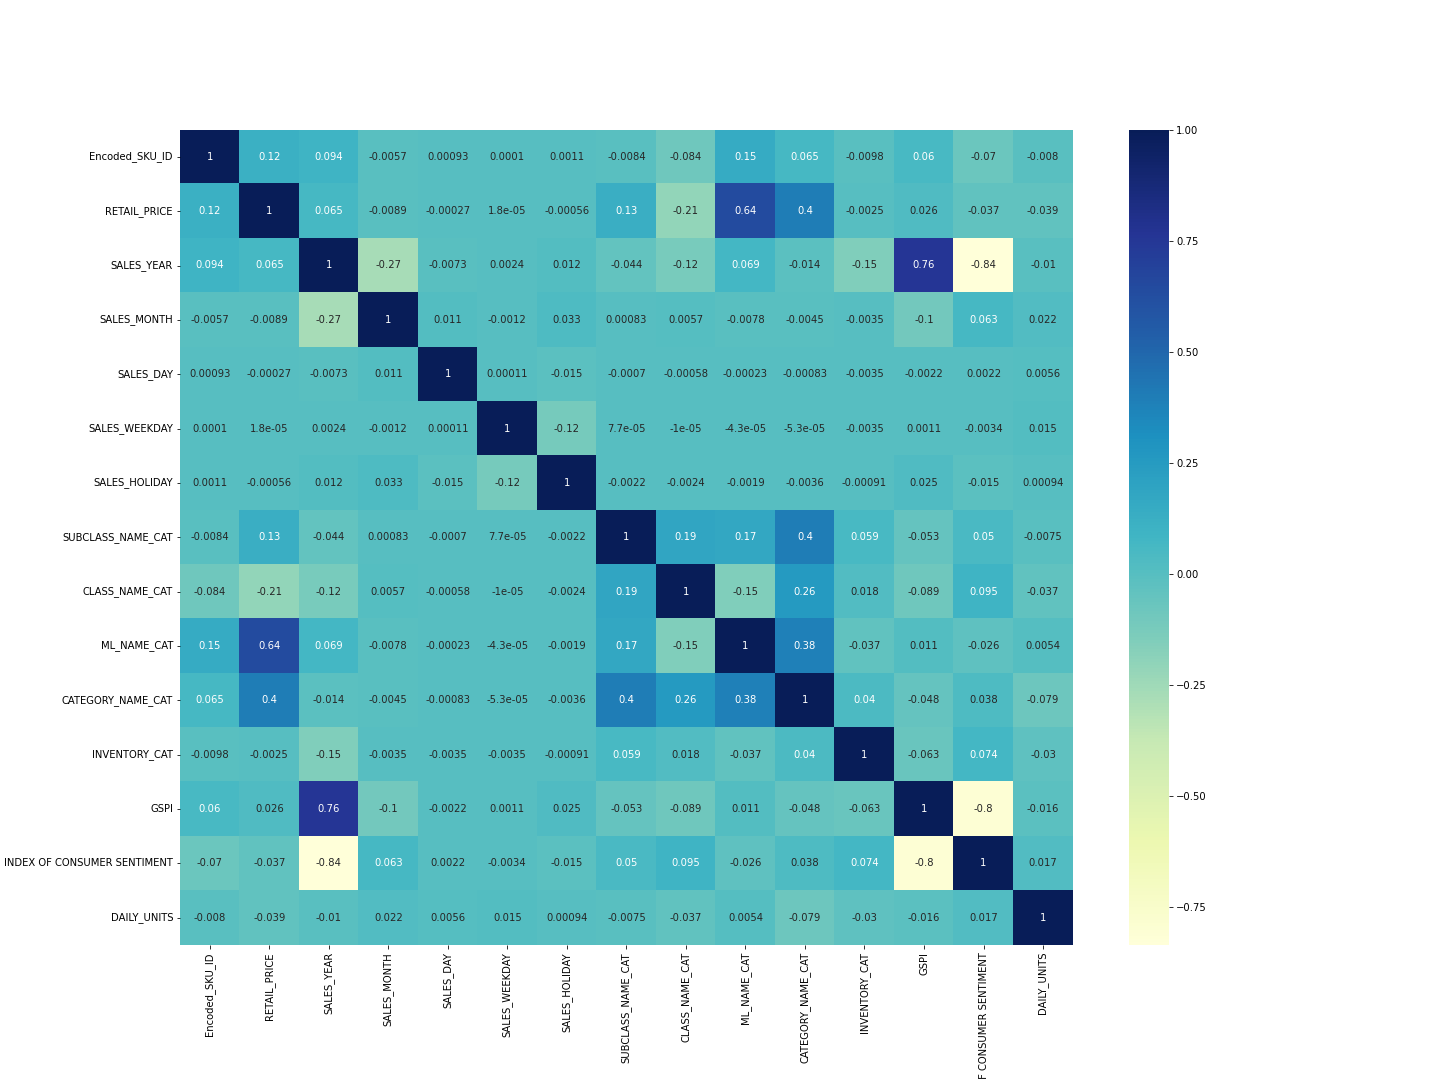 Encoded_SKU_ID 1 0.12 0.094 -0.0057 0.00093 0.0001 0.0011 -0.0084 -0.084 0.15 0.065 -0.0098 0.06 -0.07 -0.008
RETAIL_PRICE 0.12 1 0.065 -0.0089 -0.00027 1.8e-05 -0.00056 0.13 -0.21 0.64 0.4 -0.0025 0.026 -0.037 -0.039
SALES_YEAR 0.094 0.065 1 -0.27 -0.0073 0.0024 0.012 -0.044 -0.12 0.069 -0.014 -0.15 0.76 -0.84 -0.01
SALES_MONTH -0.0057 -0.0089 -0.27 1 0.011 -0.0012 0.033 0.00083 0.0057 -0.0078 -0.0045 -0.0035 -0.1 0.063 0.022
SALES_DAY 0.00093 -0.00027 -0.0073 0.011 1 0.00011 -0.015 -0.0007 -0.00058 -0.00023 -0.00083 -0.0035 -0.0022 0.0022 0.0056
SALES_WEEKDAY 0.0001 1.8e-05 0.0024 -0.0012 0.00011 1 -0.12 7.7e-05 -1e-05 -4.3e-05 -5.3e-05 -0.0035 0.0011 -0.0034 0.015
SALES_HOLIDAY 0.0011 -0.00056 0.012 0.033 -0.015 -0.12 1 -0.0022 -0.0024 -0.0019 -0.0036 -0.00091 0.025 -0.015 0.00094
SUBCLASS_NAME_CAT -0.0084 0.13 -0.044 0.00083 -0.0007 7.7e-05 -0.0022 1 0.19 0.17 0.4 0.059 -0.053 0.05 -0.0075
CLASS_NAME_CAT -0.084 -0.21 -0.12 0.0057 -0.00058 -1e-05 -0.0024 0.19 1 -0.15 0.26 0.018 -0.089 0.095 -0.037
ML_NAME_CAT 0.15 0.64 0.069 -0.0078 -0.00023 -4.3e-05 -0.0019 0.17 -0.15 1 0.38 -0.037 0.011 -0.026 0.0054
CATEGORY_NAME_CAT 0.065 0.4 -0.014 -0.0045 -0.00083 -5.3e-05 -0.0036 0.4 0.26 0.38 1 0.04 -0.048 0.038 -0.079
INVENTORY_CAT -0.0098 -0.0025 -0.15 -0.0035 -0.0035 -0.0035 -0.00091 0.059 0.018 -0.037 0.04 1 -0.063 0.074 -0.03
GSPI 0.06 0.026 0.76 -0.1 -0.0022 0.0011 0.025 -0.053 -0.089 0.011 -0.048 -0.063 1 -0.8 -0.016
INDEX OF CONSUMER SENTIMENT -0.07 -0.037 -0.84 0.063 0.0022 -0.0034 -0.015 0.05 0.095 -0.026 0.038 0.074 -0.8 1 0.017
DAILY_UNITS -0.008 -0.039 -0.01 0.022 0.0056 0.015 0.00094 -0.0075 -0.037 0.0054 -0.079 -0.03 -0.016 0.017 1
Encoded_SKU_ID
RETAIL_PRICE
SALES_YEAR
SALES_MONTH
SALES_DAY
SALES_WEEKDAY
SALES_HOLIDAY
SUBCLASS_NAME_CAT
CLASS_NAME_CAT
ML_NAME_CAT
CATEGORY_NAME_CAT
INVENTORY_CAT
GSPI
F CONSUMER SENTIMENT
DAILY_UNITS
1.00
0.75
0.50
0.25
0.00
−0.25
−0.50
−0.75